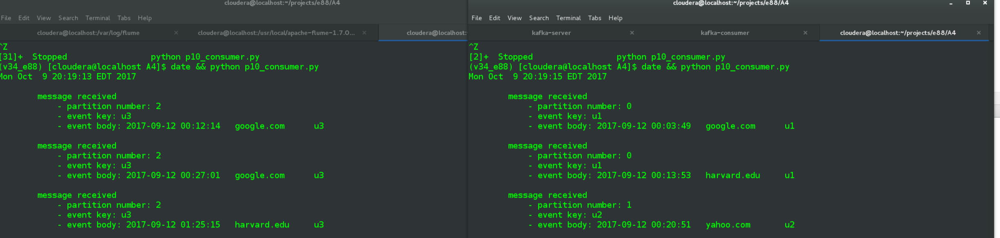 cloudera@localhost:~/projects/e88/A4
File Edit View Search Terminal Tabs Help
cloudera@localhost:/var/log/flume × cloudera@localhost:/usr/local/apache-flume-1.7.0... × cloudera@localhost:
^Z
[31]+  Stopped                 python p10_consumer.py
(v34_e88) [cloudera@localhost A4]$ date && python p10_consumer.py
Mon Oct  9 20:19:13 EDT 2017
message received
- partition number: 2
- event key: u3
- event body: 2017-09-12 00:12:14   google.com      u3
message received
- partition number: 2
- event key: u3
- event body: 2017-09-12 00:27:01   google.com      u3
message received
- partition number: 2
- event key: u3
- event body: 2017-09-12 01:25:15   harvard.edu     u3
cloudera@localhost:~/projects/e88/A4
File Edit View Search Terminal Tabs Help
kafka-server × kafka-consumer × cloudera@localhost:~/projects/e88/A4 ×
^Z
[2]+  Stopped                 python p10_consumer.py
(v34_e88) [cloudera@localhost A4]$ date && python p10_consumer.py
Mon Oct  9 20:19:15 EDT 2017
message received
- partition number: 0
- event key: u1
- event body: 2017-09-12 00:03:49   google.com      u1
message received
- partition number: 0
- event key: u1
- event body: 2017-09-12 00:13:53   harvard.edu     u1
message received
- partition number: 1
- event key: u2
- event body: 2017-09-12 00:20:51   yahoo.com       u2